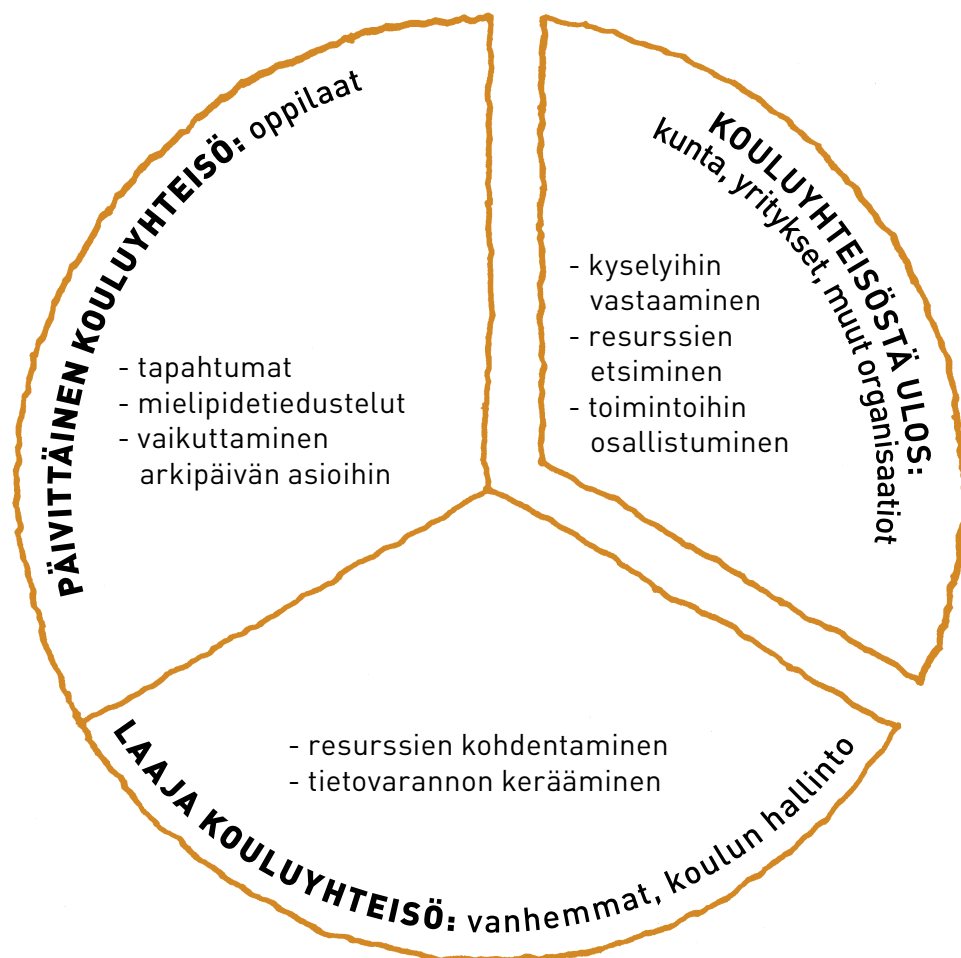 PÄIVITTÄINEN KOULUYHTEISÖ: oppilaat
- tapahtumat
- mielipidetiedustelut
- vaikuttaminen
arkipäivän asioihin
KOULUYHTEISÖSTÄ ULOS:
kunta, yritykset, muut organisaatiot
- kyselyihin
vastaaminen
- resurssien
etsiminen
- toimintoihin
osallistuminen
- resurssien kohdentaminen
- tietovarannon kerääminen
LAAJA KOULUYHTEISÖ: vanhemmat, koulun hallinto